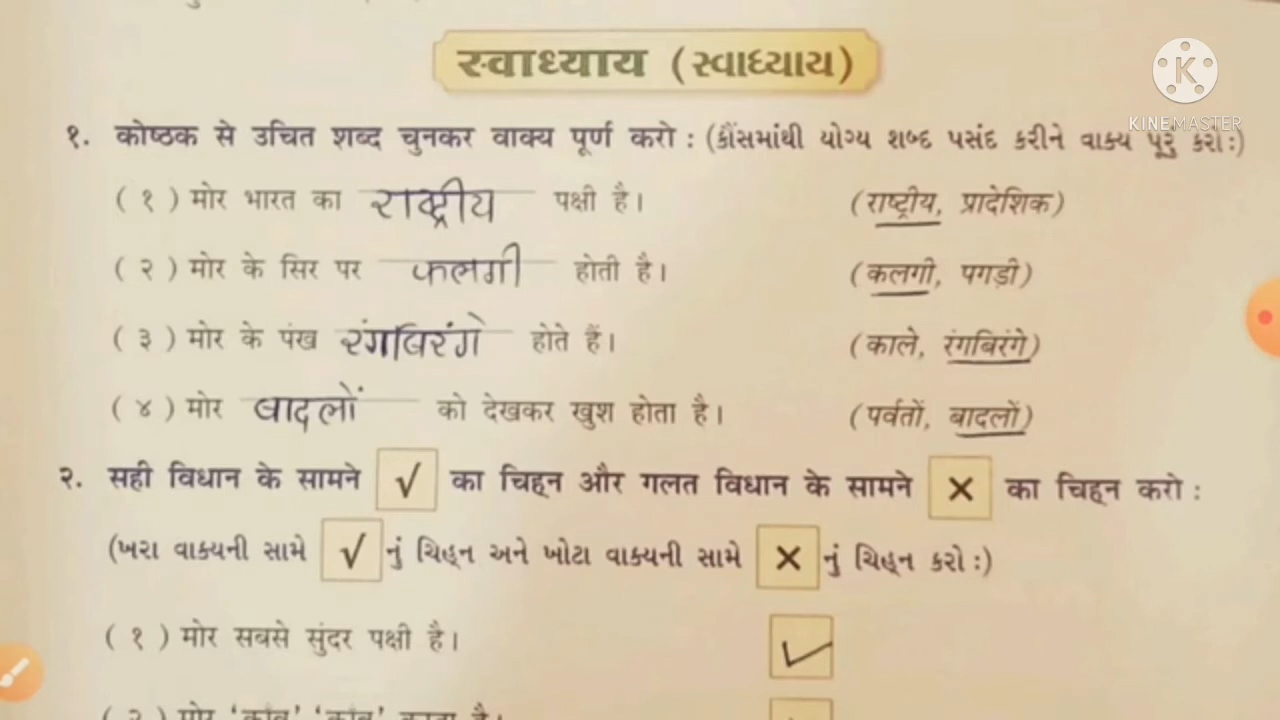 KINEMASTER
स्वाध्याय (સ્વાધ્યાય)
१. कोष्ठक से उचित शब्द चुनकर वाक्य पूर्ण करो : (કૌંસમાંથી યોગ્ય શબ્દ પસંદ કરીને વાક્ય પૂરું કરો :)
(१) मोर भारत का राष्ट्रीय पक्षी है। (राष्ट्रीय, प्रादेशिक)
(२) मोर के सिर पर कलगी होती है। (कलगी, पगड़ी)
(३) मोर के पंख रंगबिरंगे होते हैं। (काले, रंगबिरंगे)
(४) मोर बादलों को देखकर खुश होता है। (पर्वतों, बादलों)
२. सही विधान के सामने √ का चिह्न और गलत विधान के सामने × का चिह्न करो :
(ખરા વાક્યની સામે √ નું ચિહ્ન અને ખોટા વાક્યની સામે × નું ચિહ્ન કરો :)
(१) मोर सबसे सुंदर पक्षी है। ✓
(२) मोर